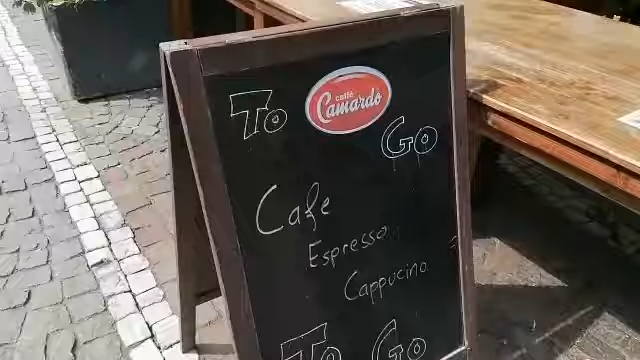 To
caffè
Camardo
Go
Cafe
Espresso
Cappucino
To Go